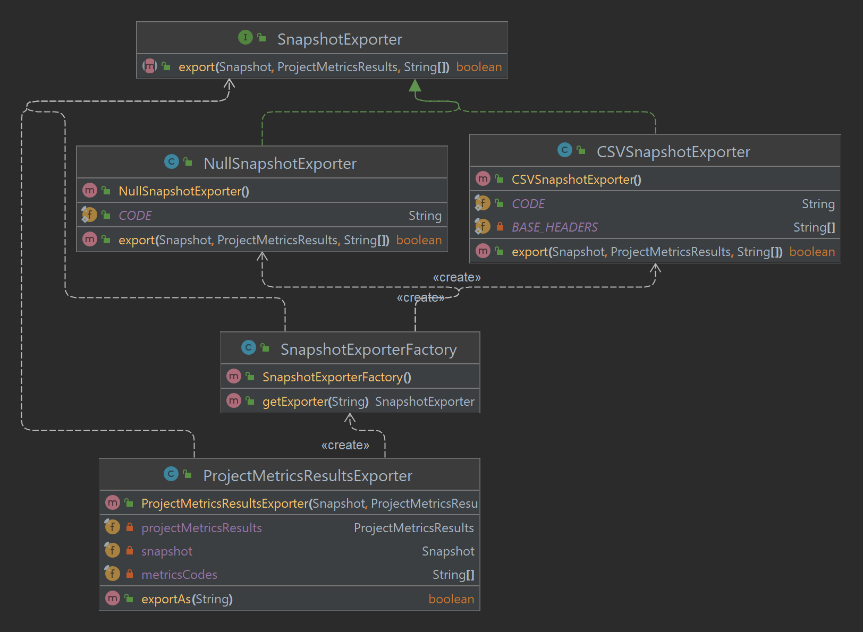 SnapshotExporter
export(Snapshot, ProjectMetricsResults, String[]) boolean
NullSnapshotExporter
NullSnapshotExporter()
CODE String
export(Snapshot, ProjectMetricsResults, String[]) boolean
CSVSnapshotExporter
CSVSnapshotExporter()
CODE String
BASE_HEADERS String[]
export(Snapshot, ProjectMetricsResults, String[]) boolean
«create»
«create»
SnapshotExporterFactory
SnapshotExporterFactory()
getExporter(String) SnapshotExporter
«create»
ProjectMetricsResultsExporter
ProjectMetricsResultsExporter(Snapshot, ProjectMetricsResu
projectMetricsResults ProjectMetricsResults
snapshot Snapshot
metricsCodes String[]
exportAs(String) boolean